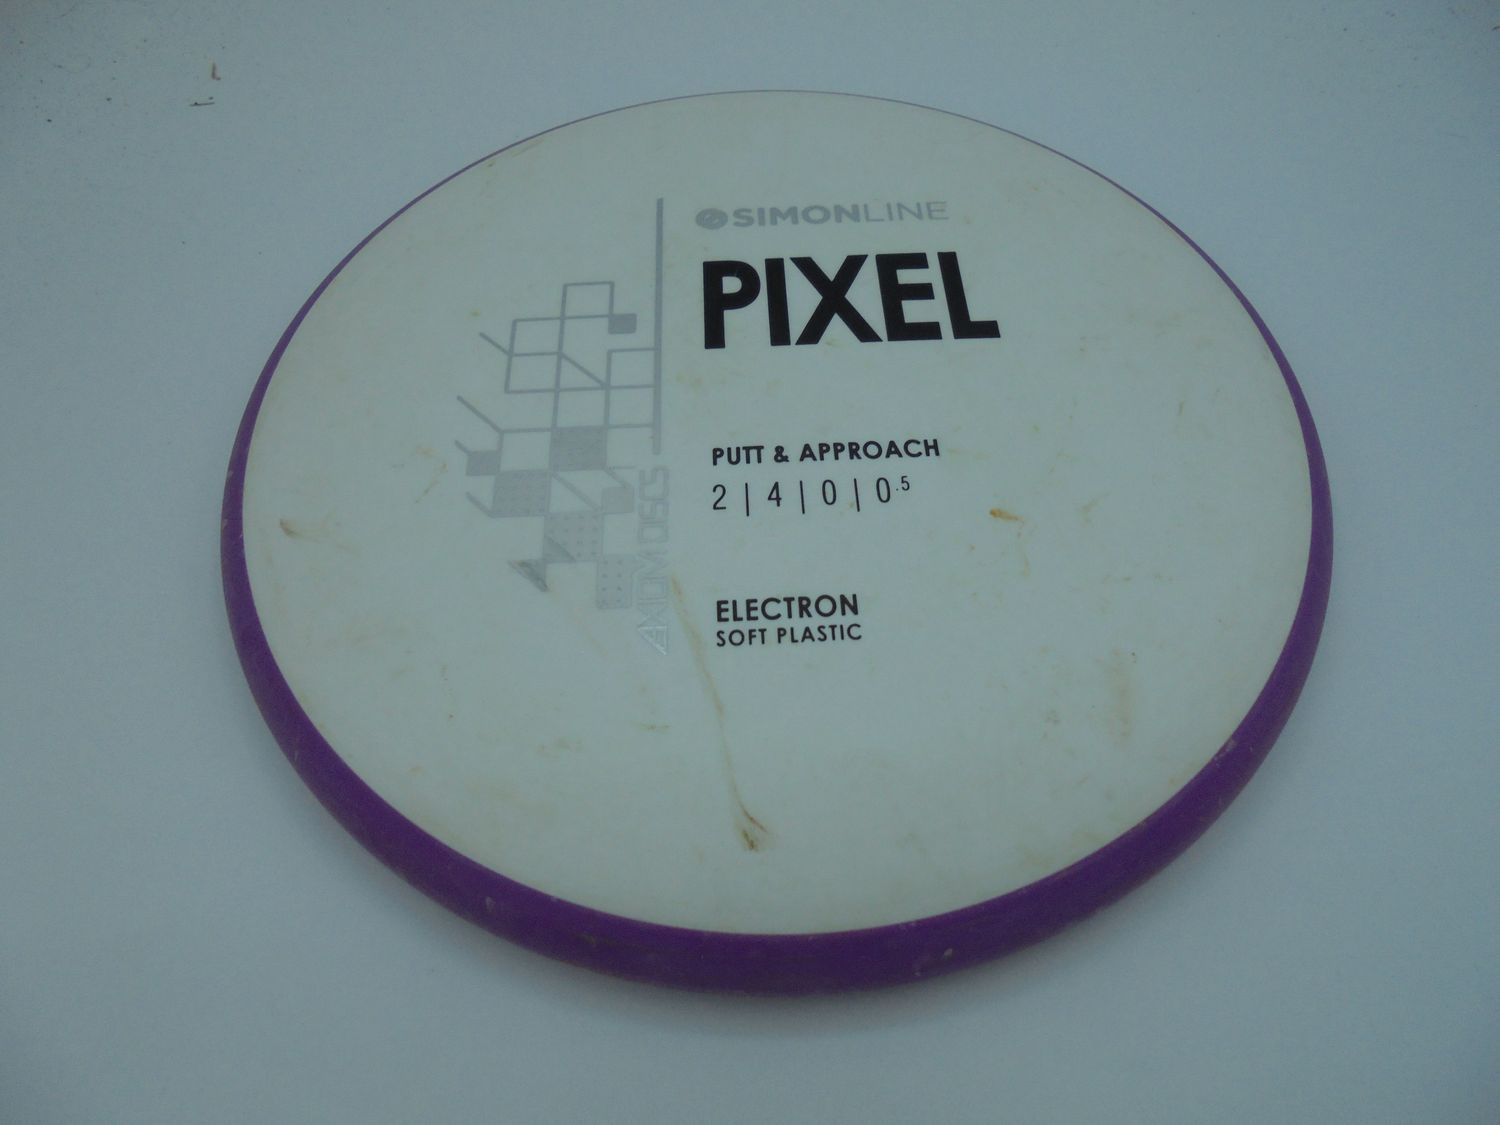 SIMONLINE
PIXEL
PUTT & APPROACH
2 | 4 | 0 | 0.5
ELECTRON
SOFT PLASTIC
AXIOM DISCS